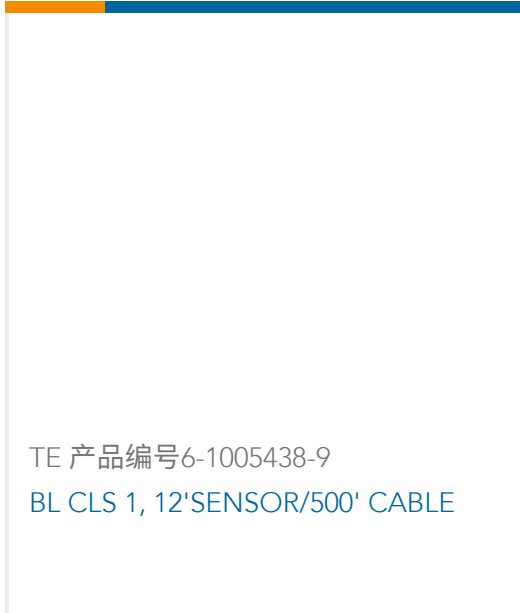 TE 产品编号6-1005438-9
BL CLS 1, 12'SENSOR/500' CABLE